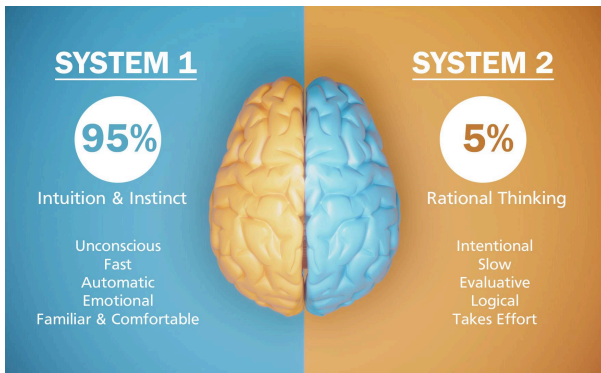 SYSTEM 1
95%
Intuition & Instinct
Unconscious
Fast
Automatic
Emotional
Familiar & Comfortable
SYSTEM 2
5%
Rational Thinking
Intentional
Slow
Evaluative
Logical
Takes Effort